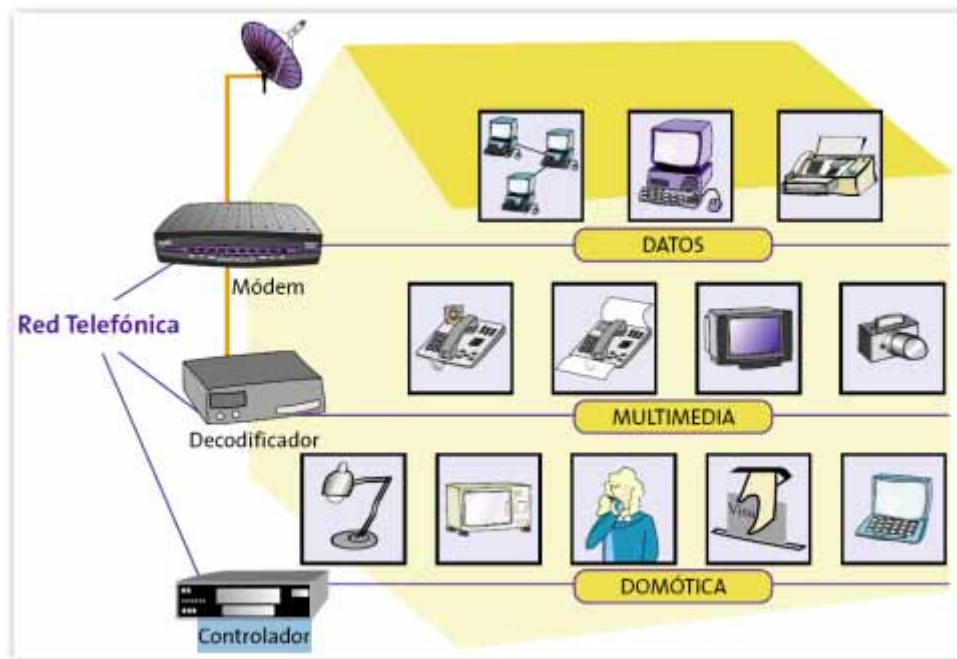 DATOS
Módem
Red Telefónica
MULTIMEDIA
Decodificador
DOMÓTICA
Controlador